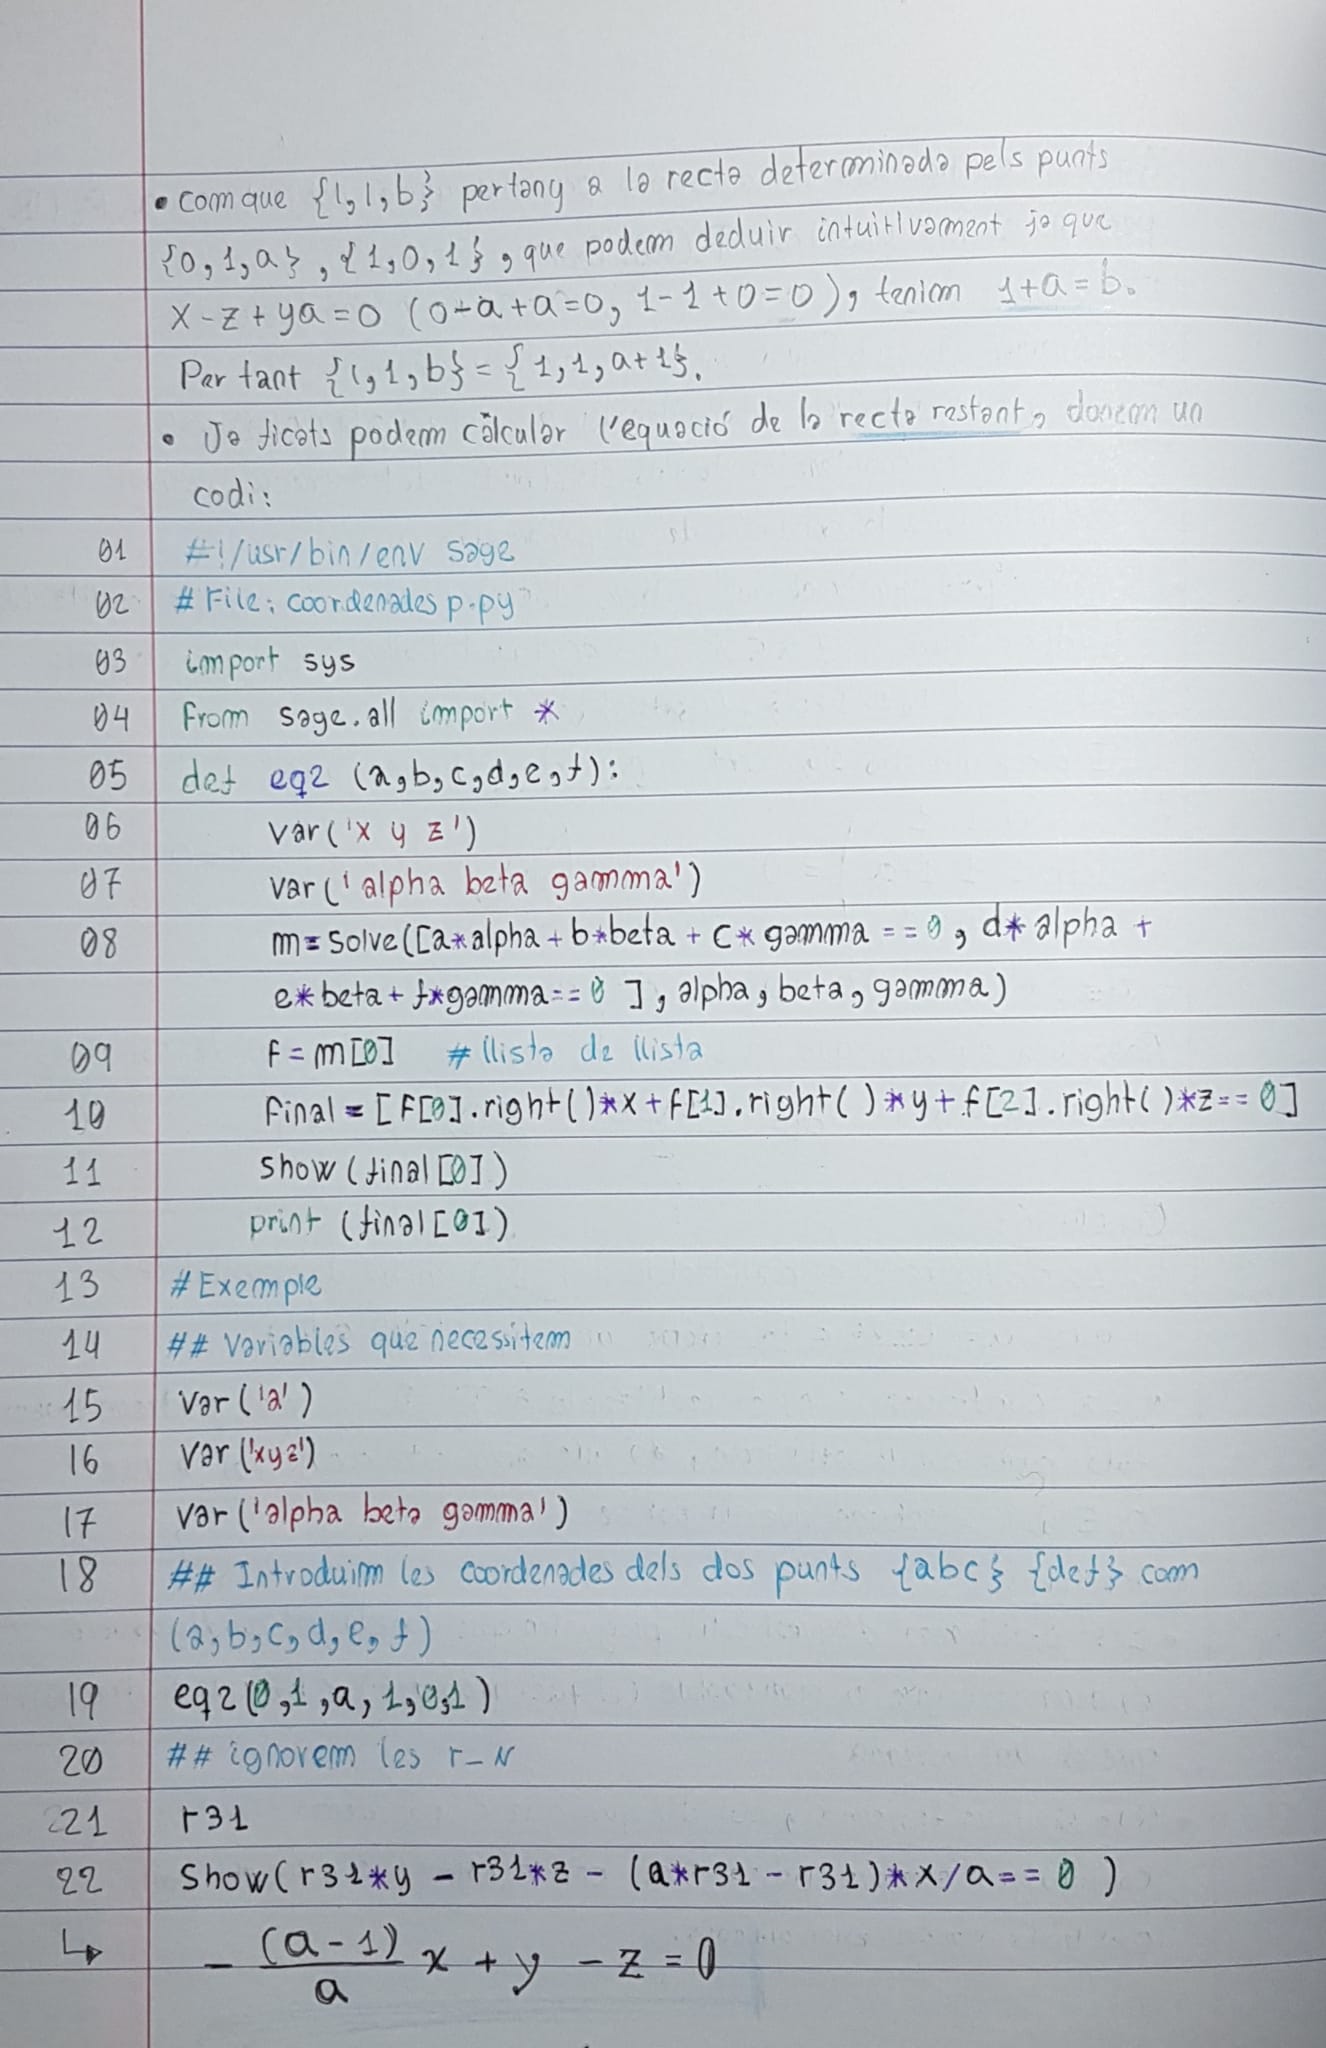 • Com que {1,1,b} pertany a la recta determinada pels punts
{0,1,a}, {1,0,1}, que podem deduir intuitivament ja que
x-z+ya=0 (0-a+a=0, 1-1+0=0), teniem 1+a=b.
Per tant {1,1,b}={1,1,a+1}.
• Ja ficats podem càlcular l'equació de la recta restant, donem un
codi:
01 #!/usr/bin/env sage
02 # File: coordenades p.py
03 import sys
04 from sage.all import *
05 def eq2 (a,b,c,d,e,f):
06 var('x y z')
07 var('alpha beta gamma')
08 m=solve([a*alpha+b*beta+c*gamma==0, d*alpha+
e*beta+f*gamma==0], alpha, beta, gamma)
09 f=m[0] # llista de llista
10 final=[f[0].right()*x+f[1].right()*y+f[2].right()*z==0]
11 show(final[0])
12 print(final[0])
13 # Exemple
14 ## Variables que necessitem
15 var('a')
16 var('xyz')
17 var('alpha beta gamma')
18 ## Introduim les coordenades dels dos punts {abc} {def} com
(a,b,c,d,e,f)
19 eq2(0,1,a,1,0,1)
20 ## ignorem les r_N
21 r31
22 Show(r31*y - r31*z - (a*r31 - r31)*x/a==0)
↳ -(a-1)/a x + y - z = 0